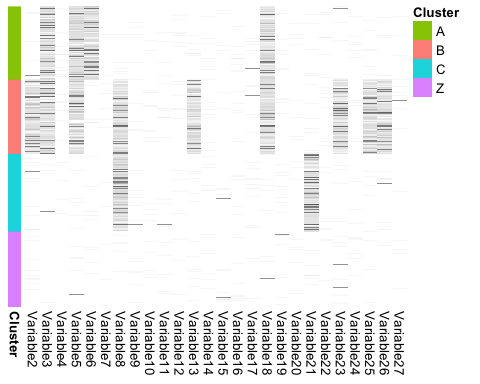 Cluster
A
B
C
Z
Cluster
Variable2
Variable3
Variable4
Variable5
Variable6
Variable7
Variable8
Variable9
Variable10
Variable11
Variable12
Variable13
Variable14
Variable15
Variable16
Variable17
Variable18
Variable19
Variable20
Variable21
Variable22
Variable23
Variable24
Variable25
Variable26
Variable27